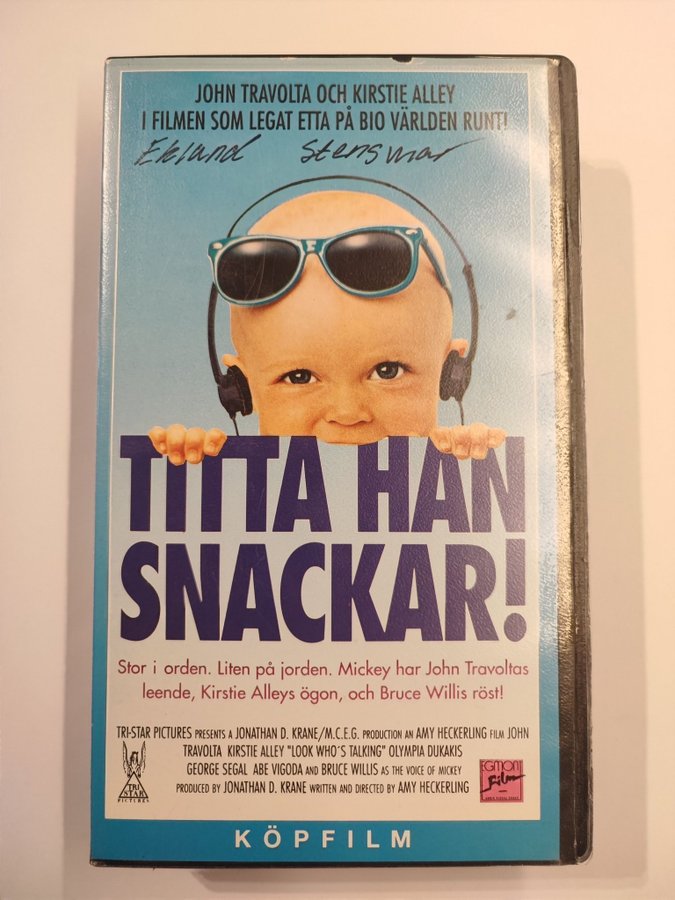 JOHN TRAVOLTA OCH KIRSTIE ALLEY
I FILMEN SOM LEGAT ETTA PÅ BIO VÄRLDEN RUNT!
Ekland Stensmar
TITTA HAN
SNACKAR!
Stor i orden. Liten på jorden. Mickey har John Travoltas
leende, Kirstie Alleys ögon, och Bruce Willis röst!
TRI-STAR PICTURES PRESENTS A JONATHAN D. KRANE/M.C.E.G. PRODUCTION AN AMY HECKERLING FILM JOHN
TRAVOLTA KIRSTIE ALLEY "LOOK WHO´S TALKING" OLYMPIA DUKAKIS
GEORGE SEGAL ABE VIGODA AND BRUCE WILLIS AS THE VOICE OF MICKEY
PRODUCED BY JONATHAN D. KRANE WRITTEN AND DIRECTED BY AMY HECKERLING
TRI
STAR
PICTURES
EGMONT
Film
KÖPFILM